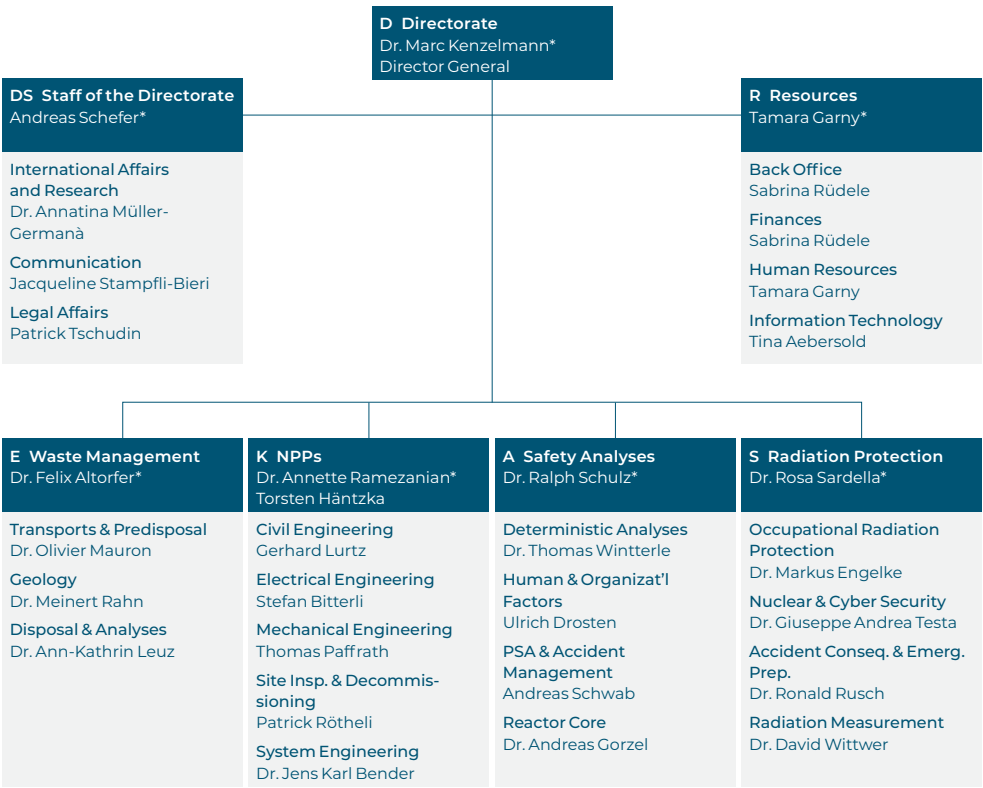 D Directorate
Dr. Marc Kenzelmann*
Director General
DS Staff of the Directorate
Andreas Schefer*
International Affairs
and Research
Dr. Annatina Müller-
Germanà
Communication
Jacqueline Stampfli-Bieri
Legal Affairs
Patrick Tschudin
R Resources
Tamara Garny*
Back Office
Sabrina Rüdele
Finances
Sabrina Rüdele
Human Resources
Tamara Garny
Information Technology
Tina Aebersold
E Waste Management
Dr. Felix Altorfer*
Transports & Predisposal
Dr. Olivier Mauron
Geology
Dr. Meinert Rahn
Disposal & Analyses
Dr. Ann-Kathrin Leuz
K NPPs
Dr. Annette Ramezanian*
Torsten Häntzka
Civil Engineering
Gerhard Lurtz
Electrical Engineering
Stefan Bitterli
Mechanical Engineering
Thomas Paffrath
Site Insp. & Decommis-
sioning
Patrick Rötheli
System Engineering
Dr. Jens Karl Bender
A Safety Analyses
Dr. Ralph Schulz*
Deterministic Analyses
Dr. Thomas Wintterle
Human & Organizat'l
Factors
Ulrich Drosten
PSA & Accident
Management
Andreas Schwab
Reactor Core
Dr. Andreas Gorzel
S Radiation Protection
Dr. Rosa Sardella*
Occupational Radiation
Protection
Dr. Markus Engelke
Nuclear & Cyber Security
Dr. Giuseppe Andrea Testa
Accident Conseq. & Emerg.
Prep.
Dr. Ronald Rusch
Radiation Measurement
Dr. David Wittwer